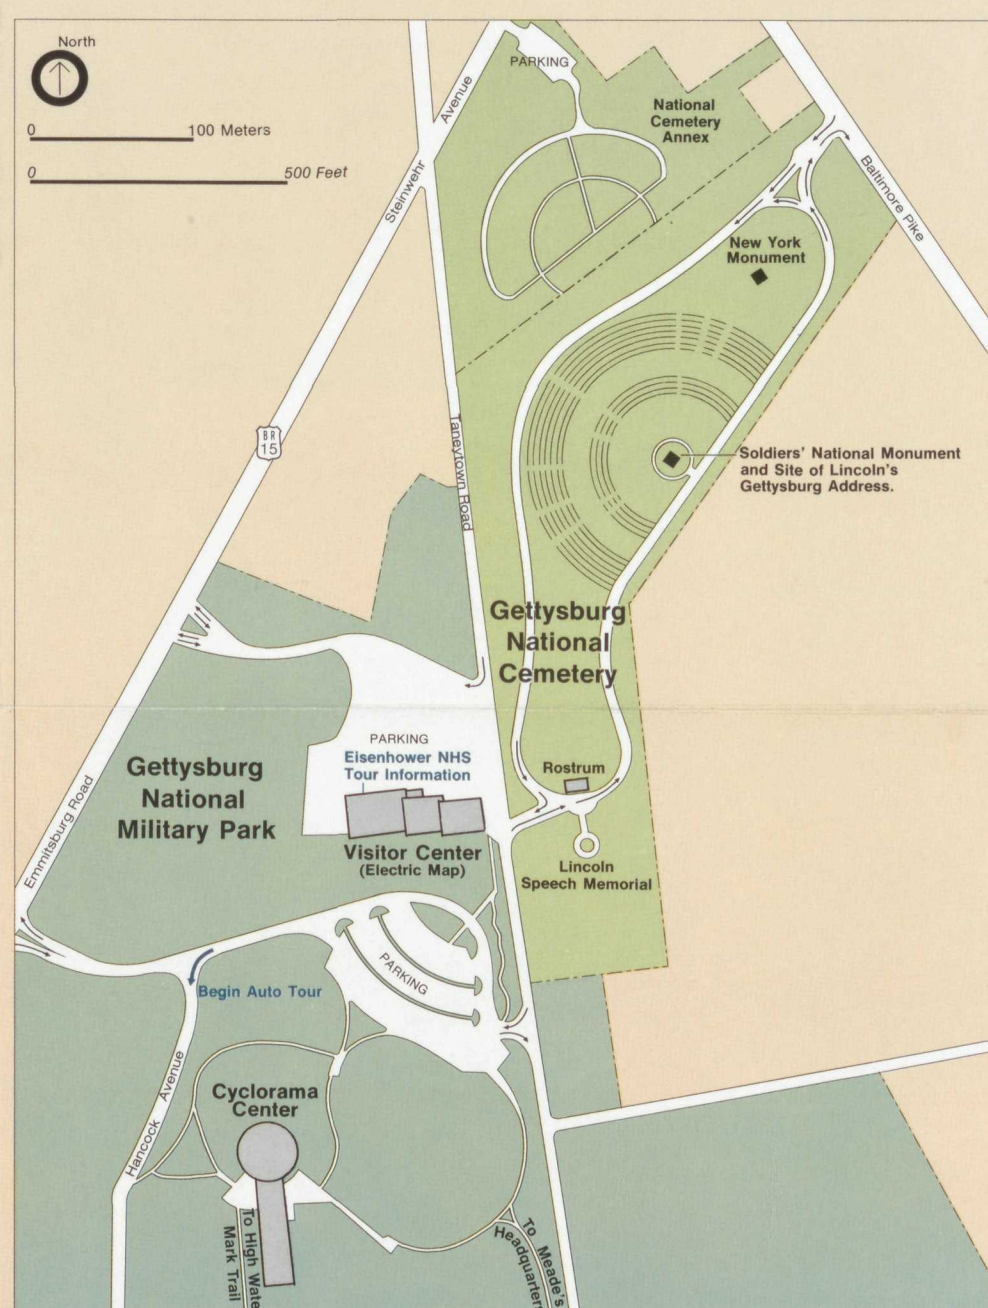 North
0 100 Meters
0 500 Feet
PARKING
Steinwehr Avenue
National
Cemetery
Annex
Baltimore Pike
New York
Monument
BR
15
Taneytown Road
Soldiers' National Monument
and Site of Lincoln's
Gettysburg Address.
Gettysburg
National
Cemetery
PARKING
Eisenhower NHS
Tour Information
Rostrum
Gettysburg
National
Military Park
Visitor Center
(Electric Map)
Lincoln
Speech Memorial
Emmitsburg Road
PARKING
Begin Auto Tour
Hancock Avenue
Cyclorama
Center
To High Wate
Mark Trail
To Meade's
Headquarter